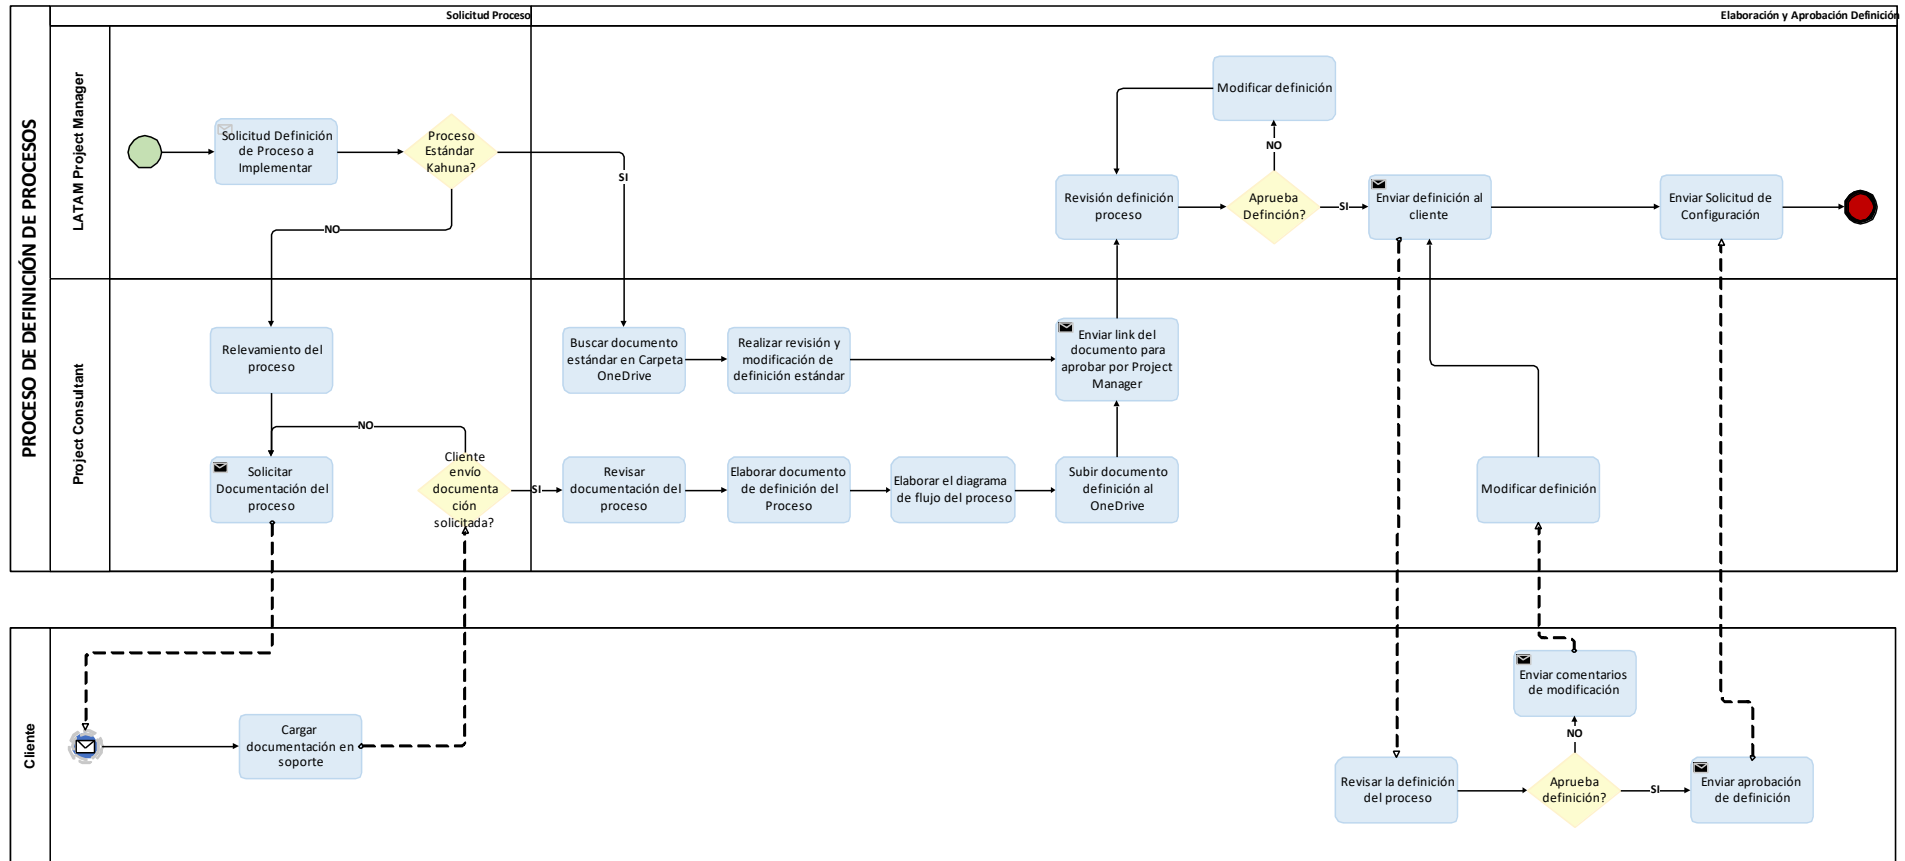 Solicitud Proceso
Elaboración y Aprobación Definición
PROCESO DE DEFINICIÓN DE PROCESOS
LATAM Project Manager
Solicitud Definición
de Proceso a
Implementar
Proceso
Estándar
Kahuna?
SI
NO
Modificar definición
NO
Revisión definición
proceso
Aprueba
Definción?
SI
Enviar definición al
cliente
Enviar Solicitud de
Configuración
Project Consultant
Relevamiento del
proceso
Buscar documento
estándar en Carpeta
OneDrive
Realizar revisión y
modificación de
definición estándar
Enviar link del
documento para
aprobar por Project
Manager
NO
Solicitar
Documentación del
proceso
Cliente
envío
documenta
ción
solicitada?
SI
Revisar
documentación del
proceso
Elaborar documento
de definición del
Proceso
Elaborar el diagrama
de flujo del proceso
Subir documento
definición al
OneDrive
Modificar definición
Cliente
Cargar
documentación en
soporte
Enviar comentarios
de modificación
NO
Revisar la definición
del proceso
Aprueba
definición?
SI
Enviar aprobación
de definición